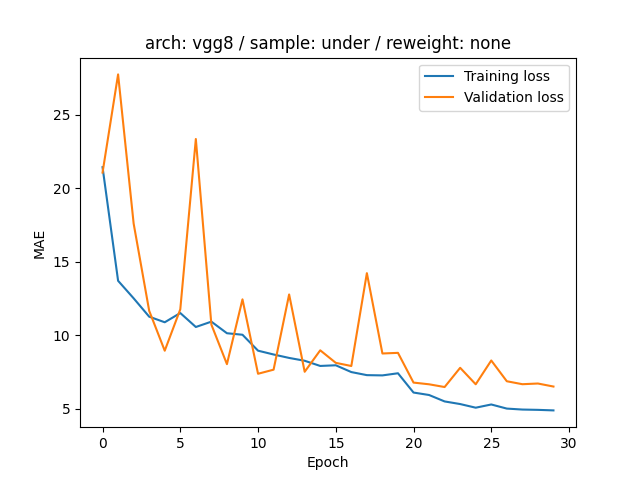 arch: vgg8 / sample: under / reweight: none
Training loss
Validation loss
MAE
25
20
15
10
5
0
5
10
15
20
25
30
Epoch